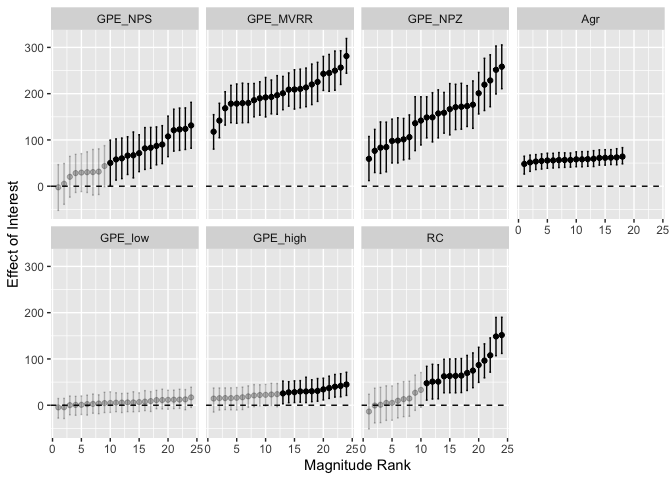 GPE_NPS GPE_MVRR GPE_NPZ Agr
300
200
100
0
0 5 10 15 20 25
GPE_low GPE_high RC
300
200
100
0
0 5 10 15 20 25 0 5 10 15 20 25 0 5 10 15 20 25
Effect of Interest
Magnitude Rank